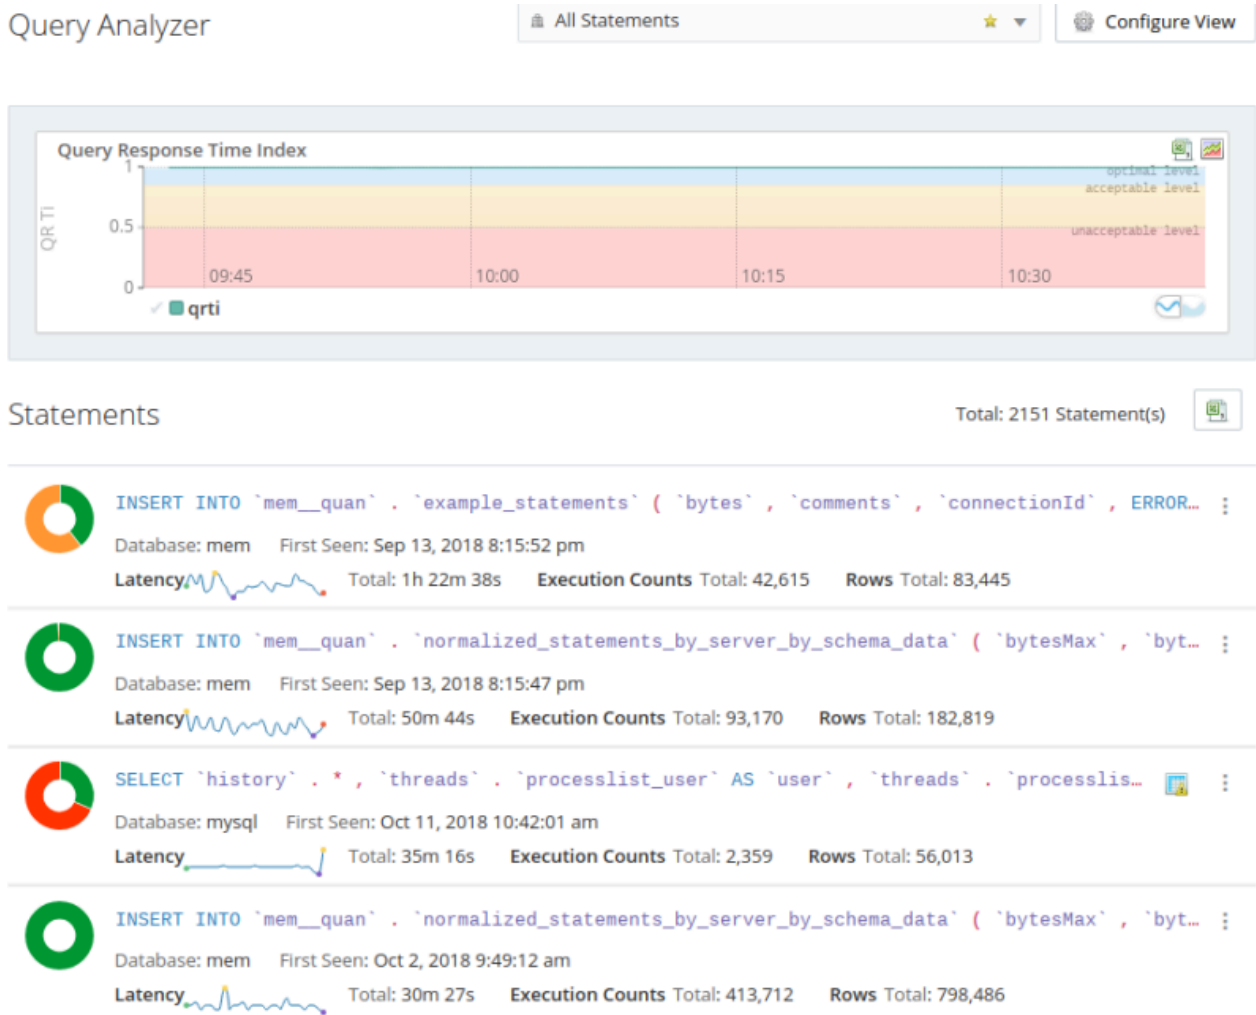 Query Analyzer
All Statements
Configure View
Query Response Time Index
1
optimal level
acceptable level
QR Ti
0.5
unacceptable level
09:45 10:00 10:15 10:30
0
qrti
Statements
Total: 2151 Statement(s)
INSERT INTO `mem__quan` . `example_statements` ( `bytes` , `comments` , `connectionId` , ERROR…
Database: mem First Seen: Sep 13, 2018 8:15:52 pm
Latency Total: 1h 22m 38s Execution Counts Total: 42,615 Rows Total: 83,445
INSERT INTO `mem__quan` . `normalized_statements_by_server_by_schema_data` ( `bytesMax` , `byt…
Database: mem First Seen: Sep 13, 2018 8:15:47 pm
Latency Total: 50m 44s Execution Counts Total: 93,170 Rows Total: 182,819
SELECT `history` . * , `threads` . `processlist_user` AS `user` , `threads` . `processlis…
Database: mysql First Seen: Oct 11, 2018 10:42:01 am
Latency Total: 35m 16s Execution Counts Total: 2,359 Rows Total: 56,013
INSERT INTO `mem__quan` . `normalized_statements_by_server_by_schema_data` ( `bytesMax` , `byt…
Database: mem First Seen: Oct 2, 2018 9:49:12 am
Latency Total: 30m 27s Execution Counts Total: 413,712 Rows Total: 798,486